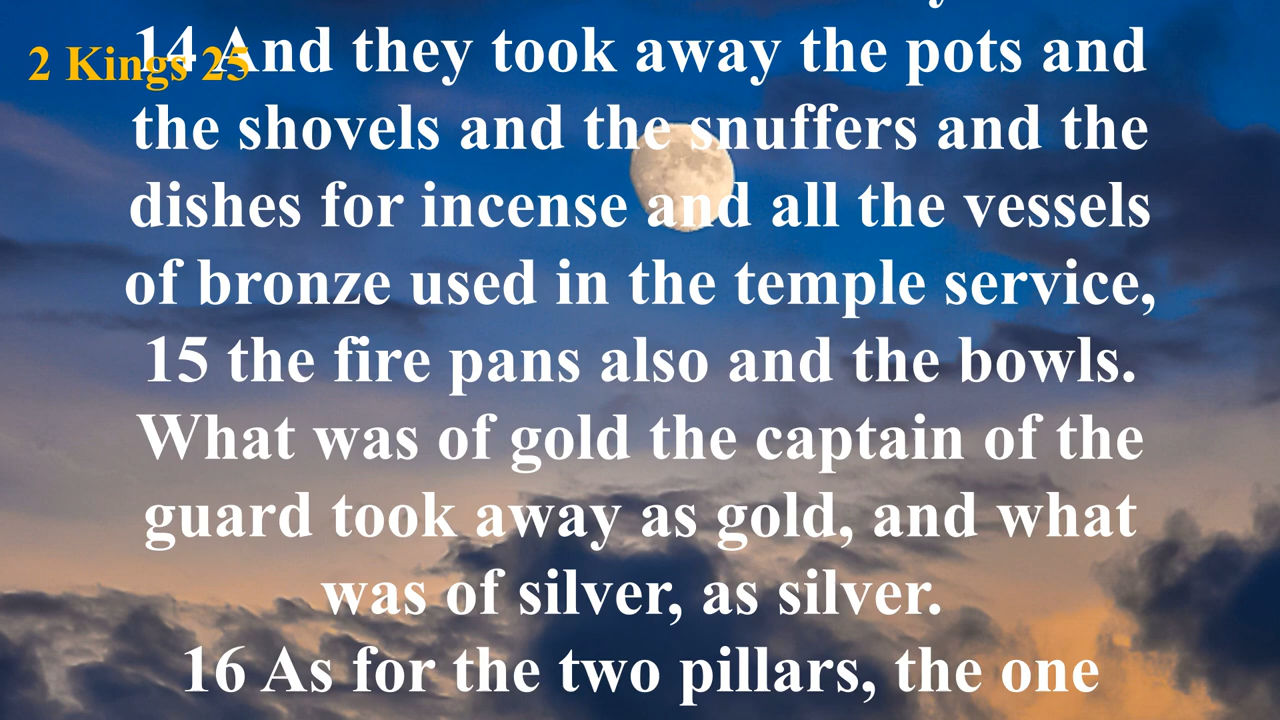 2 Kings 25
14 And they took away the pots and
the shovels and the snuffers and the
dishes for incense and all the vessels
of bronze used in the temple service,
15 the fire pans also and the bowls.
What was of gold the captain of the
guard took away as gold, and what
was of silver, as silver.
16 As for the two pillars, the one